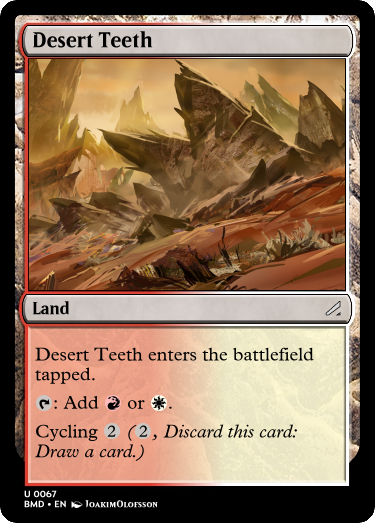 Desert Teeth
Land
Desert Teeth enters the battlefield
tapped.
: Add or .
Cycling 2 (2, Discard this card:
Draw a card.)
U 0067
BMD • EN JoakimOlofsson